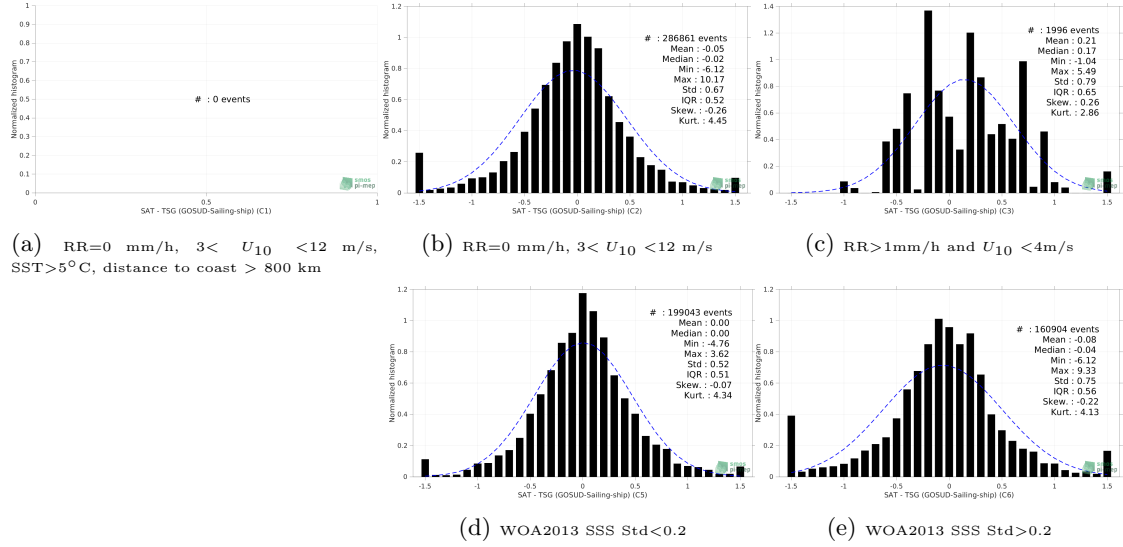 1
0.9
0.8
0.7
0.6
0.5
0.4
0.3
0.2
0.1
0
Normalized histogram
# : 0 events
smos
pi-mep
0 0.5 1
SAT - TSG (GOSUD-Sailing-ship) (C1)
(a) RR=0 mm/h, 3< U10 <12 m/s,
SST>5°C, distance to coast > 800 km
1.2
1
0.8
0.6
0.4
0.2
0
Normalized histogram
# : 286861 events
Mean : -0.05
Median : -0.02
Min : -6.12
Max : 10.17
Std : 0.67
IQR : 0.52
Skew. : -0.26
Kurt. : 4.45
smos
pi-mep
-1.5 -1 -0.5 0 0.5 1 1.5
SAT - TSG (GOSUD-Sailing-ship) (C2)
(b) RR=0 mm/h, 3< U10 <12 m/s
1.4
1.2
1
0.8
0.6
0.4
0.2
0
Normalized histogram
# : 1996 events
Mean : 0.21
Median : 0.17
Min : -1.04
Max : 5.49
Std : 0.79
IQR : 0.65
Skew. : 0.26
Kurt. : 2.86
smos
pi-mep
-1.5 -1 -0.5 0 0.5 1 1.5
SAT - TSG (GOSUD-Sailing-ship) (C3)
(c) RR>1mm/h and U10 <4m/s
1.2
1
0.8
0.6
0.4
0.2
0
Normalized histogram
# : 199043 events
Mean : 0.00
Median : 0.00
Min : -4.76
Max : 3.62
Std : 0.52
IQR : 0.51
Skew. : -0.07
Kurt. : 4.34
smos
pi-mep
-1.5 -1 -0.5 0 0.5 1 1.5
SAT - TSG (GOSUD-Sailing-ship) (C5)
(d) WOA2013 SSS Std<0.2
1.2
1
0.8
0.6
0.4
0.2
0
Normalized histogram
# : 160904 events
Mean : -0.08
Median : -0.04
Min : -6.12
Max : 9.33
Std : 0.75
IQR : 0.56
Skew. : -0.22
Kurt. : 4.13
smos
pi-mep
-1.5 -1 -0.5 0 0.5 1 1.5
SAT - TSG (GOSUD-Sailing-ship) (C6)
(e) WOA2013 SSS Std>0.2